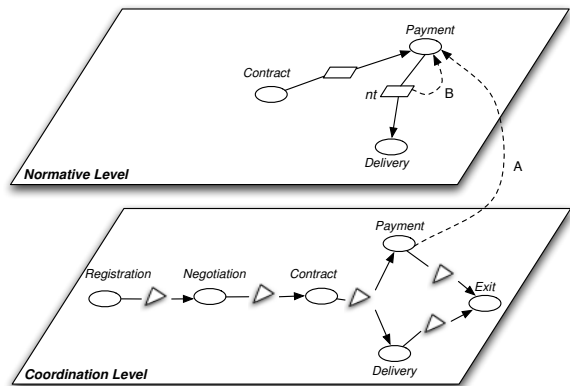 Payment
Contract
nt
B
Delivery
Normative Level
A
Payment
Registration
Negotiation
Contract
Exit
Delivery
Coordination Level